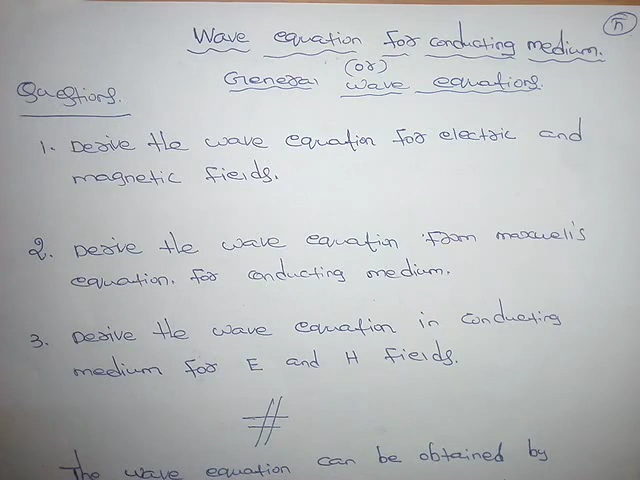 n
Wave equation for conducting medium.
(or)
General wave equations.
Questions.
1. Derive the wave equation for electric and
magnetic fields.
2. Derive the wave equation from maxwell's
equation. for conducting medium.
3. Derive the wave equation in conducting
medium for E and H fields.
#
The wave equation can be obtained by